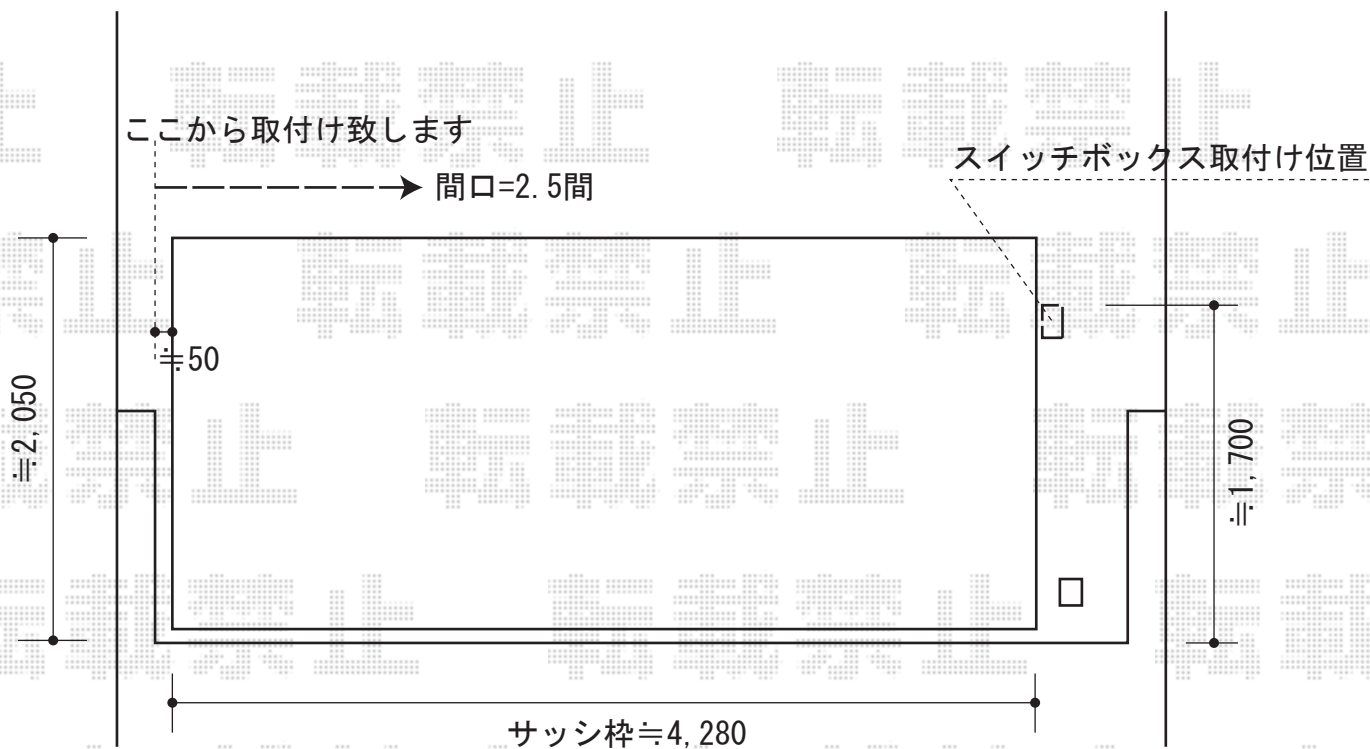 ここから取付け致します
スイッチボックス取付け位置
間口=2.5間
≒50
≒2,050
≒1,700
サッシ枠≒4,280
転載禁止